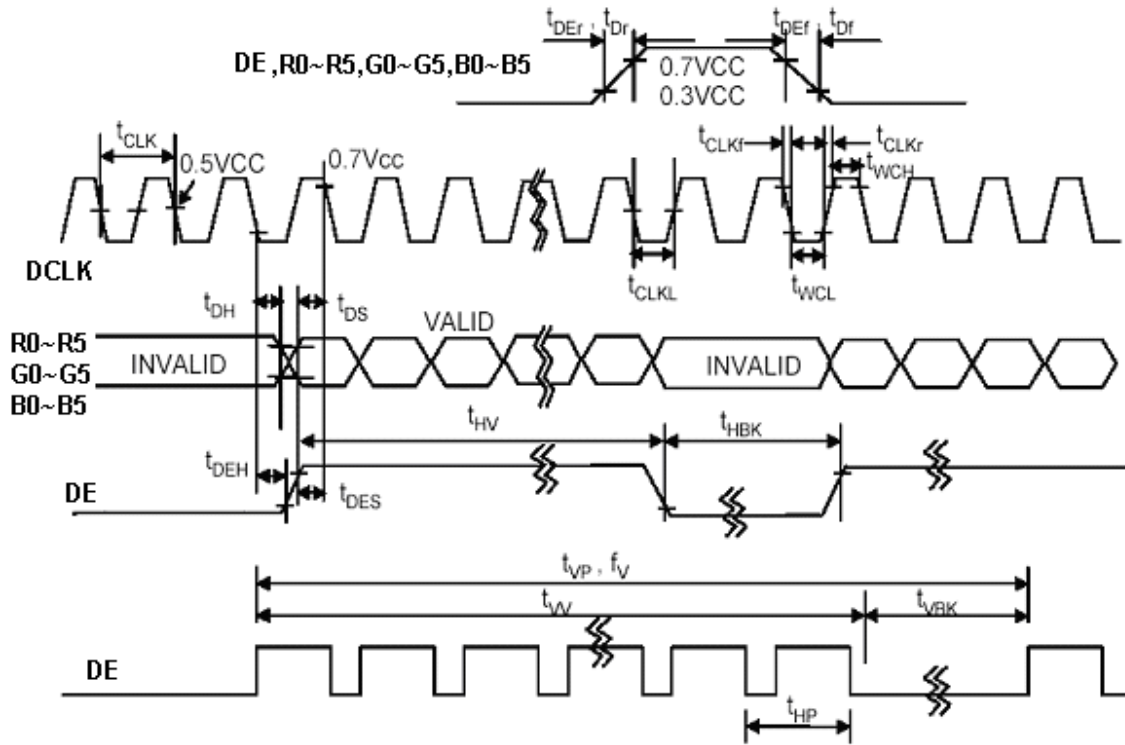 tDEr , tDr
tDEf , tDf
DE ,R0~R5,G0~G5,B0~B5
0.7VCC
0.3VCC
tCLK
0.5VCC
0.7Vcc
tCLKf
tCLKr
tWCH
DCLK
tCLKL
tWCL
tDH
tDS
VALID
R0~R5
G0~G5
B0~B5
INVALID
INVALID
tHV
tHBK
tDEH
DE
tDES
tVP , fV
tVV
tVBK
DE
tHP